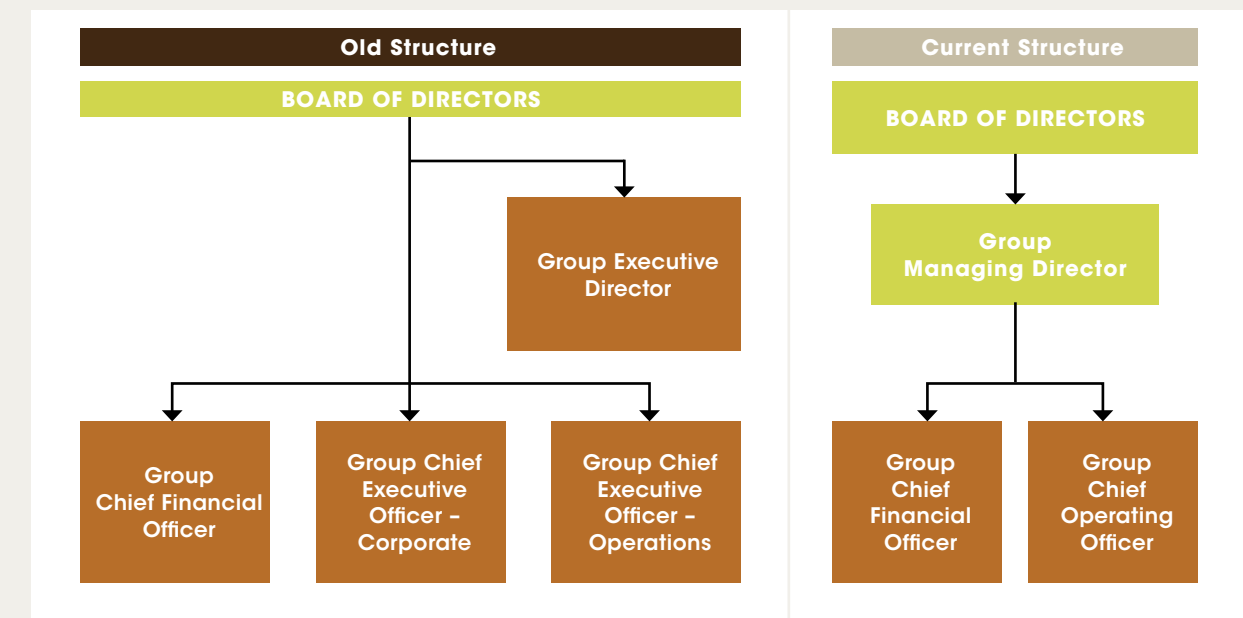 Old Structure
BOARD OF DIRECTORS
Group Executive
Director
Group
Chief Financial
Officer
Group Chief
Executive
Officer –
Corporate
Group Chief
Executive
Officer –
Operations
Current Structure
BOARD OF DIRECTORS
Group
Managing Director
Group
Chief
Financial
Officer
Group
Chief
Operating
Officer